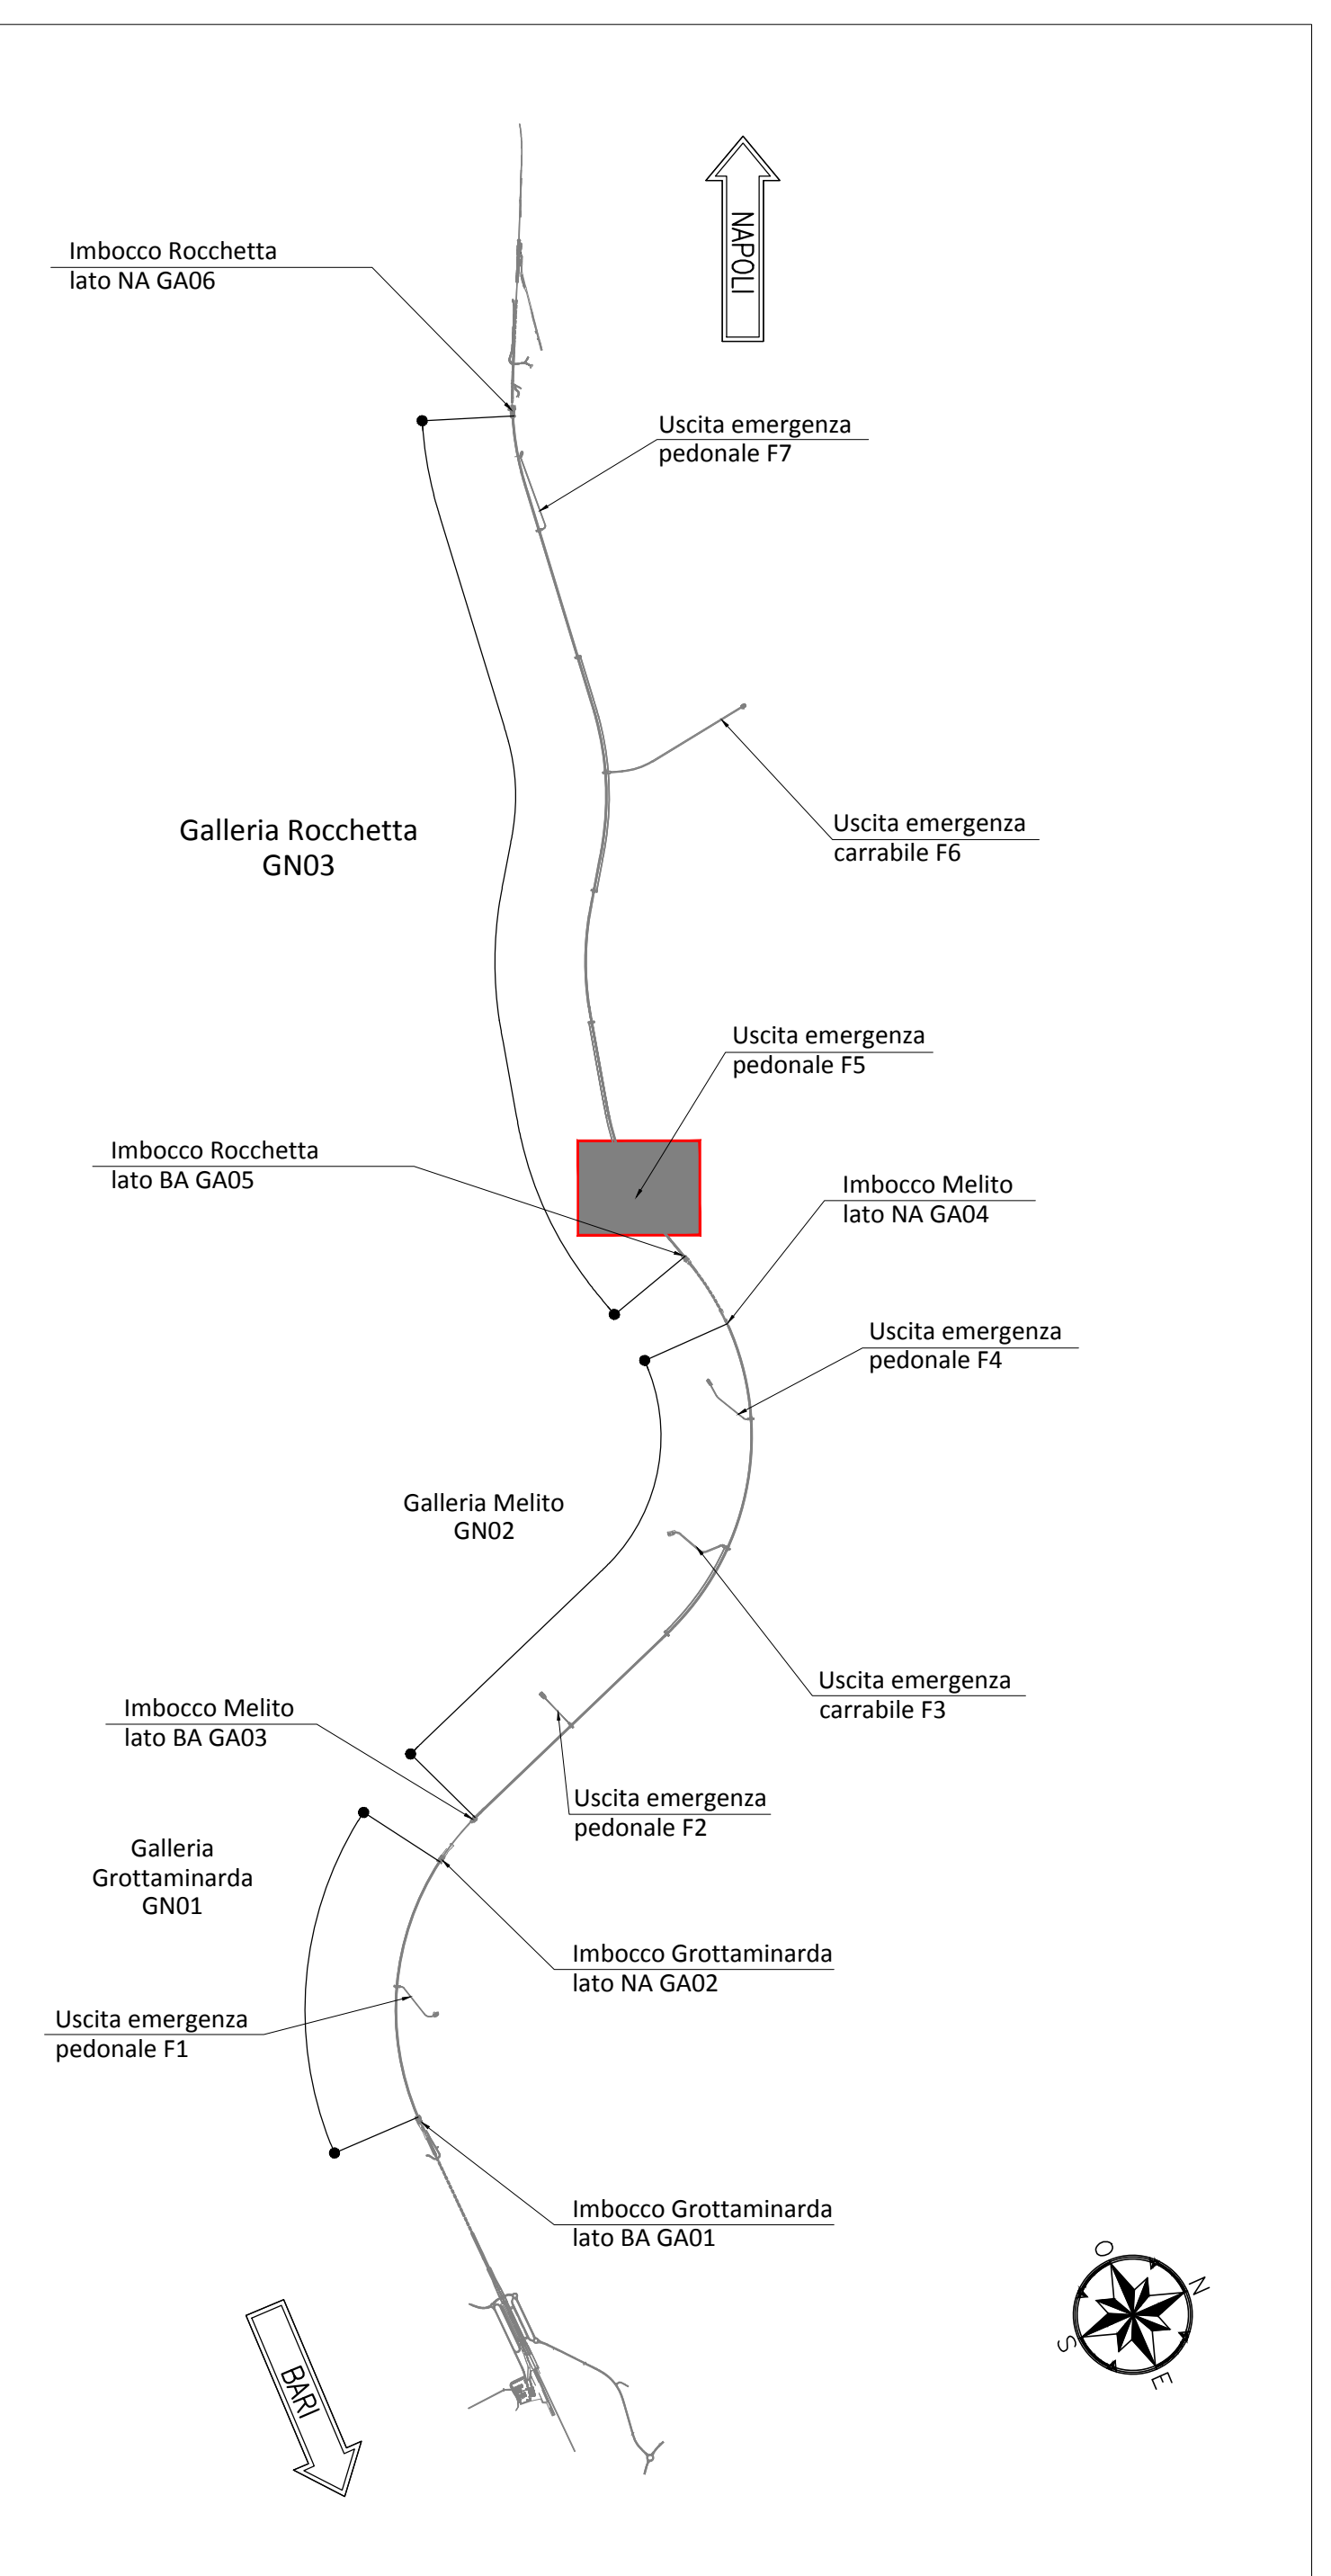 NAPOLI
Imbocco Rocchetta
lato NA GA06
Uscita emergenza
pedonale F7
Galleria Rocchetta
GN03
Uscita emergenza
carrabile F6
Uscita emergenza
pedonale F5
Imbocco Rocchetta
lato BA GA05
Imbocco Melito
lato NA GA04
Uscita emergenza
pedonale F4
Galleria Melito
GN02
Uscita emergenza
carrabile F3
Imbocco Melito
lato BA GA03
Uscita emergenza
pedonale F2
Galleria
Grottaminarda
GN01
Imbocco Grottaminarda
lato NA GA02
Uscita emergenza
pedonale F1
Imbocco Grottaminarda
lato BA GA01
BARI
O
N
S
E